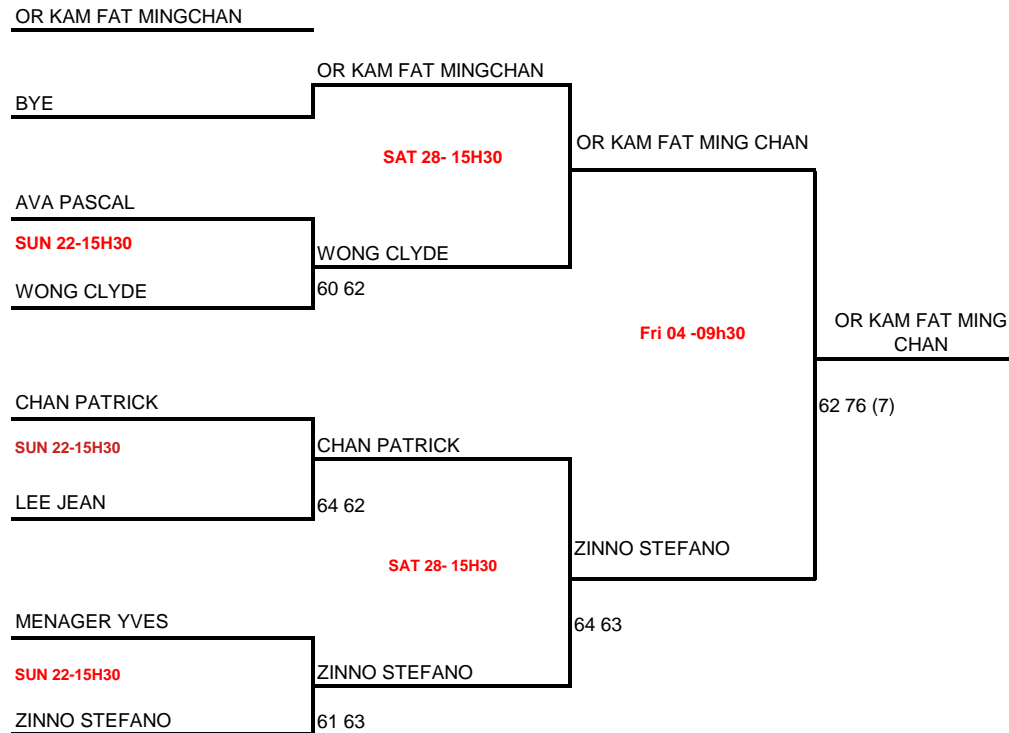 OR KAM FAT MINGCHAN
OR KAM FAT MINGCHAN
BYE
SAT 28- 15H30
OR KAM FAT MING CHAN
AVA PASCAL
SUN 22-15H30
WONG CLYDE
WONG CLYDE
60 62
Fri 04 -09h30
OR KAM FAT MING
CHAN
62 76 (7)
CHAN PATRICK
SUN 22-15H30
CHAN PATRICK
LEE JEAN
64 62
ZINNO STEFANO
SAT 28- 15H30
64 63
MENAGER YVES
SUN 22-15H30
ZINNO STEFANO
ZINNO STEFANO
61 63